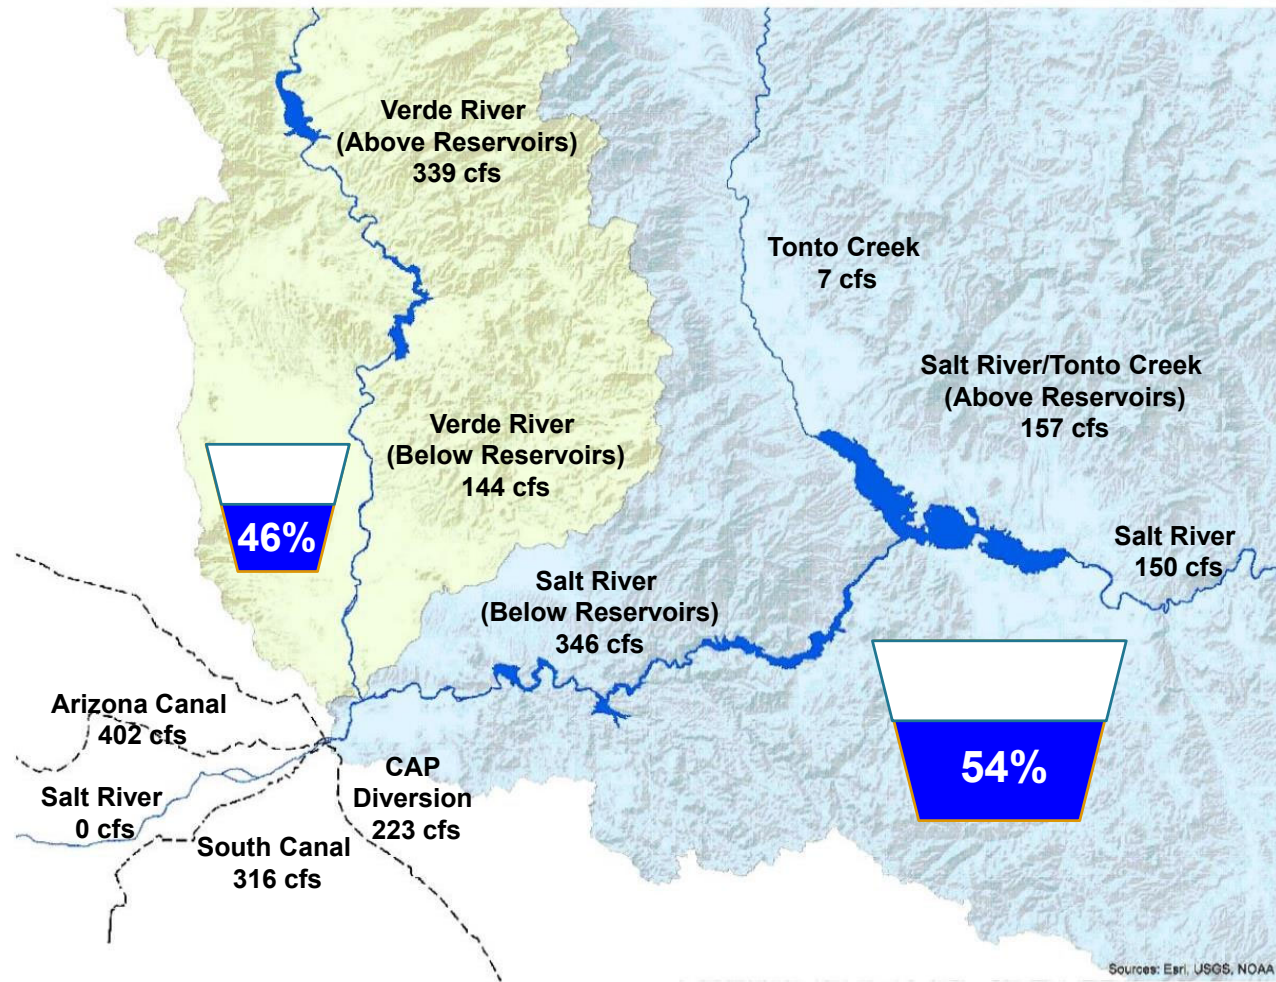 Verde River
(Above Reservoirs)
339 cfs
Tonto Creek
7 cfs
Salt River/Tonto Creek
(Above Reservoirs)
157 cfs
Verde River
(Below Reservoirs)
144 cfs
46%
Salt River
150 cfs
Salt River
(Below Reservoirs)
346 cfs
Arizona Canal
402 cfs
54%
CAP
Diversion
223 cfs
Salt River
0 cfs
South Canal
316 cfs
Sources: Esri, USGS, NOAA